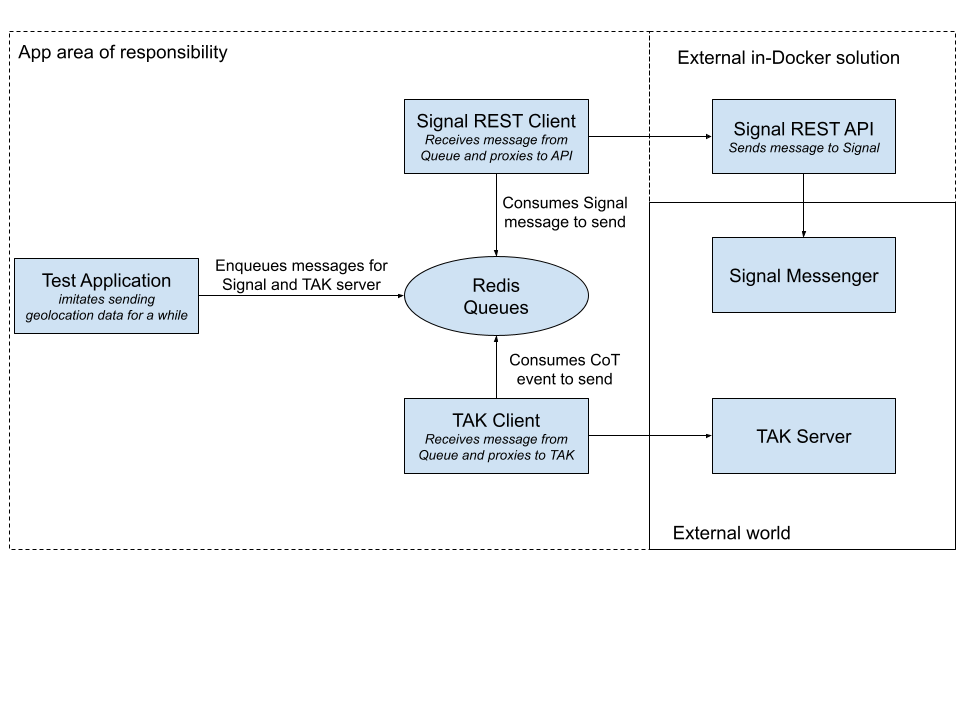 App area of responsibility
External in-Docker solution
Signal REST Client
Receives message from
Queue and proxies to API
Signal REST API
Sends message to Signal
Consumes Signal
message to send
Test Application
imitates sending
geolocation data for a while
Enqueues messages for
Signal and TAK server
Redis
Queues
Signal Messenger
Consumes CoT
event to send
TAK Client
Receives message from
Queue and proxies to TAK
TAK Server
External world